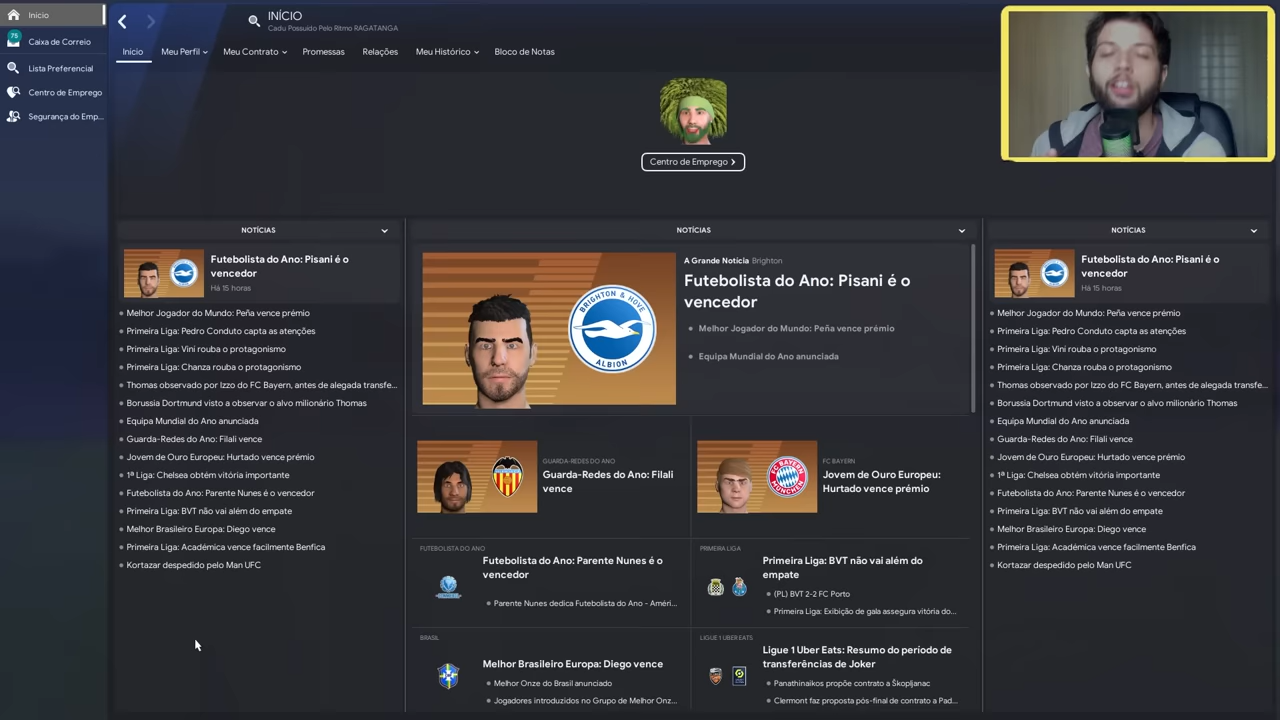 Início
75
Caixa de Correio
Lista Preferencial
Centro de Emprego
Segurança do Emp...
INÍCIO
Cadu Possuído Pelo Ritmo RAGATANGA
Início
Meu Perfil
Meu Contrato
Promessas
Relações
Meu Histórico
Bloco de Notas
Centro de Emprego
NOTÍCIAS
Futebolista do Ano: Pisani é o
vencedor
Há 15 horas
Melhor Jogador do Mundo: Peña vence prémio
Primeira Liga: Pedro Conduto capta as atenções
Primeira Liga: Vini rouba o protagonismo
Primeira Liga: Chanza rouba o protagonismo
Thomas observado por Izzo do FC Bayern, antes de alegada transfe...
Borussia Dortmund visto a observar o alvo milionário Thomas
Equipa Mundial do Ano anunciada
Guarda-Redes do Ano: Filali vence
Jovem de Ouro Europeu: Hurtado vence prémio
1ª Liga: Chelsea obtém vitória importante
Futebolista do Ano: Parente Nunes é o vencedor
Primeira Liga: BVT não vai além do empate
Melhor Brasileiro Europa: Diego vence
Primeira Liga: Académica vence facilmente Benfica
Kortazar despedido pelo Man UFC
NOTÍCIAS
BRIGHTON & HOVE
ALBION
A Grande Notícia Brighton
Futebolista do Ano: Pisani é o
vencedor
Melhor Jogador do Mundo: Peña vence prémio
Equipa Mundial do Ano anunciada
GUARDA-REDES DO ANO
Guarda-Redes do Ano: Filali
vence
FC BAYERN
Jovem de Ouro Europeu:
Hurtado vence prémio
FUTEBOLISTA DO ANO
Futebolista do Ano: Parente Nunes é o
vencedor
Parente Nunes dedica Futebolista do Ano - Améri...
PRIMEIRA LIGA
Primeira Liga: BVT não vai além do
empate
(PL) BVT 2-2 FC Porto
Primeira Liga: Exibição de gala assegura vitória do...
BRASIL
Melhor Brasileiro Europa: Diego vence
Melhor Onze do Brasil anunciado
Jogadores introduzidos no Grupo de Melhor Onz...
LIGUE 1 UBER EATS
Ligue 1 Uber Eats: Resumo do período de
transferências de Joker
Panathinaikos propõe contrato a Škopljanac
Clermont faz proposta pós-final de contrato a Pad...
NOTÍCIAS
Futebolista do Ano: Pisani é o
vencedor
Há 15 horas
Melhor Jogador do Mundo: Peña vence prémio
Primeira Liga: Pedro Conduto capta as atenções
Primeira Liga: Vini rouba o protagonismo
Primeira Liga: Chanza rouba o protagonismo
Thomas observado por Izzo do FC Bayern, antes de alegada transfe...
Borussia Dortmund visto a observar o alvo milionário Thomas
Equipa Mundial do Ano anunciada
Guarda-Redes do Ano: Filali vence
Jovem de Ouro Europeu: Hurtado vence prémio
1ª Liga: Chelsea obtém vitória importante
Futebolista do Ano: Parente Nunes é o vencedor
Primeira Liga: BVT não vai além do empate
Melhor Brasileiro Europa: Diego vence
Primeira Liga: Académica vence facilmente Benfica
Kortazar despedido pelo Man UFC